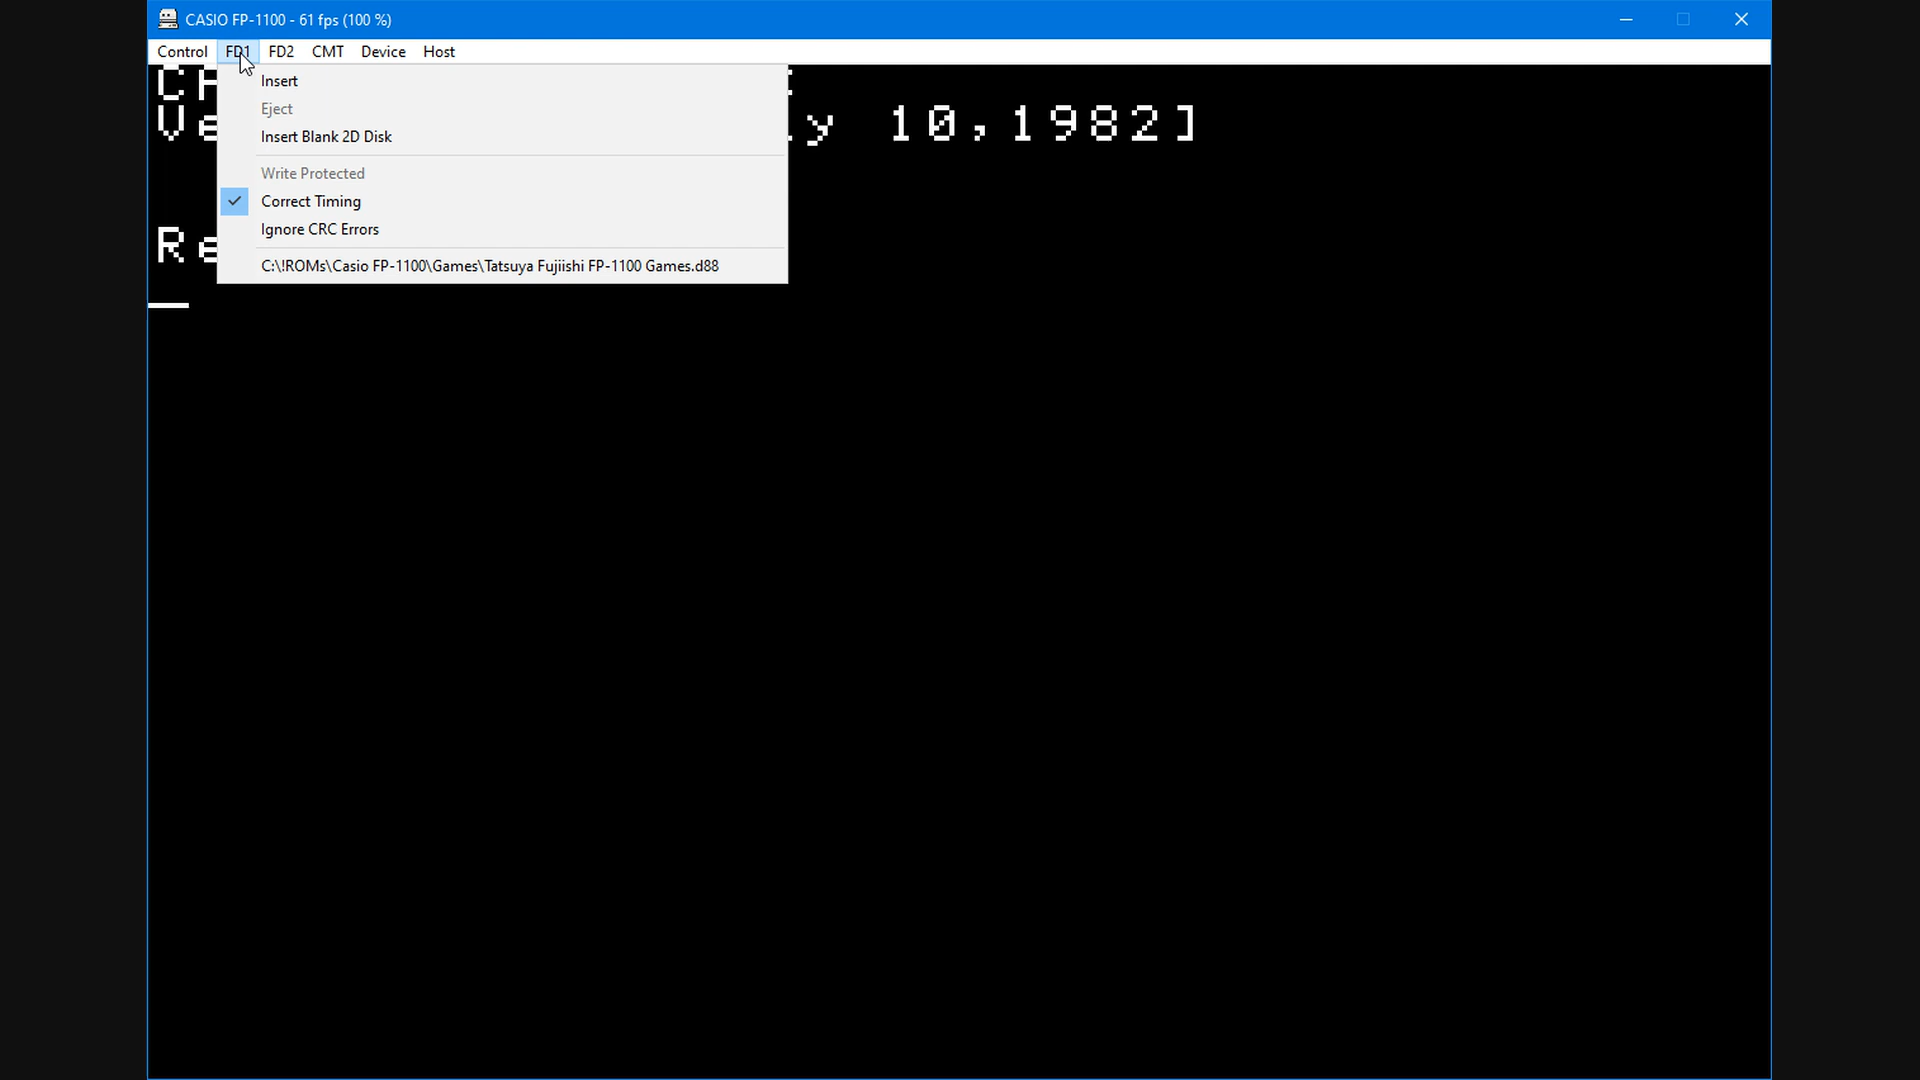 CASIO FP-1100 - 61 fps (100 %)
Control FD1 FD2 CMT Device Host
Insert
Eject
Insert Blank 2D Disk
Write Protected
Correct Timing
Ignore CRC Errors
C:\!ROMs\Casio FP-1100\Games\Tatsuya Fujiishi FP-1100 Games.d88
Ve y 10,1982]
Re